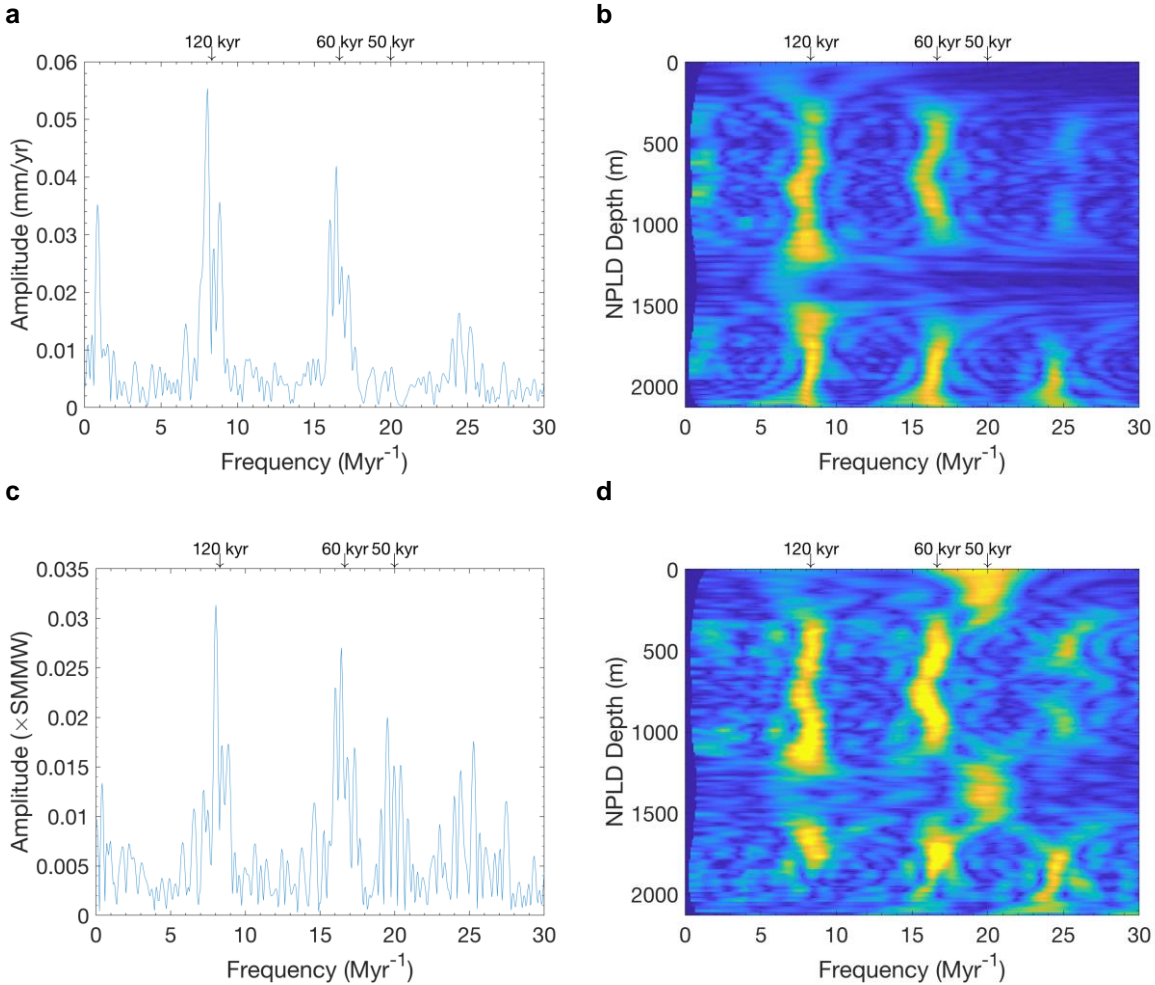 a
120 kyr 60 kyr 50 kyr
0.06
0.05
0.04
0.03
0.02
0.01
0
Amplitude (mm/yr)
0 5 10 15 20 25 30
Frequency (Myr⁻¹)
b
120 kyr 60 kyr 50 kyr
0
500
1000
1500
2000
NPLD Depth (m)
0 5 10 15 20 25 30
Frequency (Myr⁻¹)
c
120 kyr 60 kyr 50 kyr
0.035
0.03
0.025
0.02
0.015
0.01
0.005
0
Amplitude (× SMMW)
0 5 10 15 20 25 30
Frequency (Myr⁻¹)
d
120 kyr 60 kyr 50 kyr
0
500
1000
1500
2000
NPLD Depth (m)
0 5 10 15 20 25 30
Frequency (Myr⁻¹)